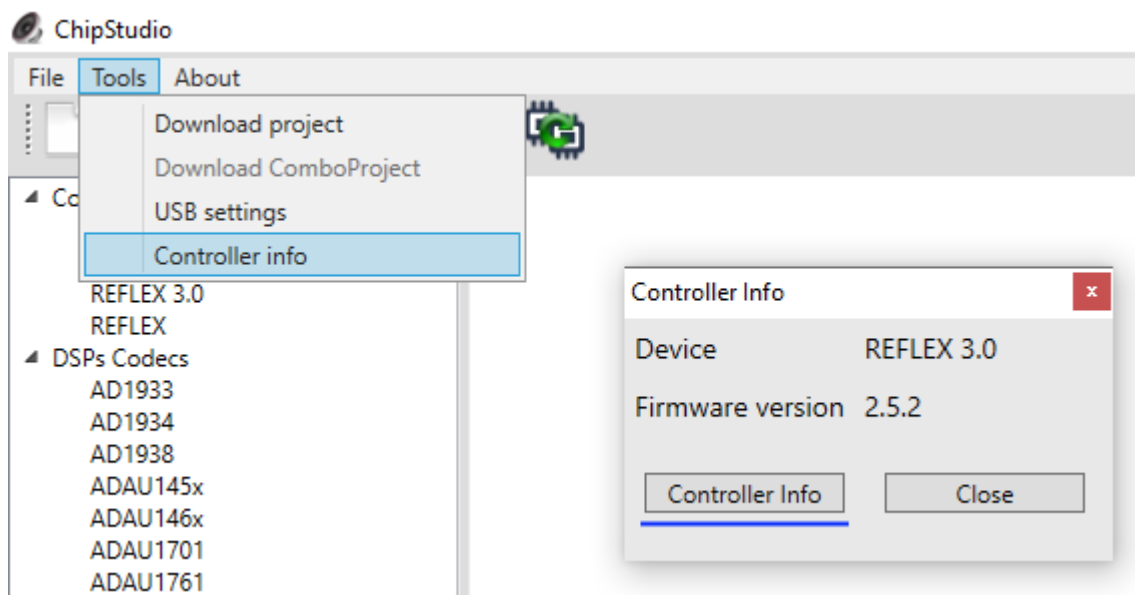 ChipStudio
File Tools About
Download project
Download ComboProject
USB settings
Controller info
REFLEX 3.0
REFLEX
DSPs Codecs
AD1933
AD1934
AD1938
ADAU145x
ADAU146x
ADAU1701
ADAU1761
Controller Info
x
Device REFLEX 3.0
Firmware version 2.5.2
Controller Info Close